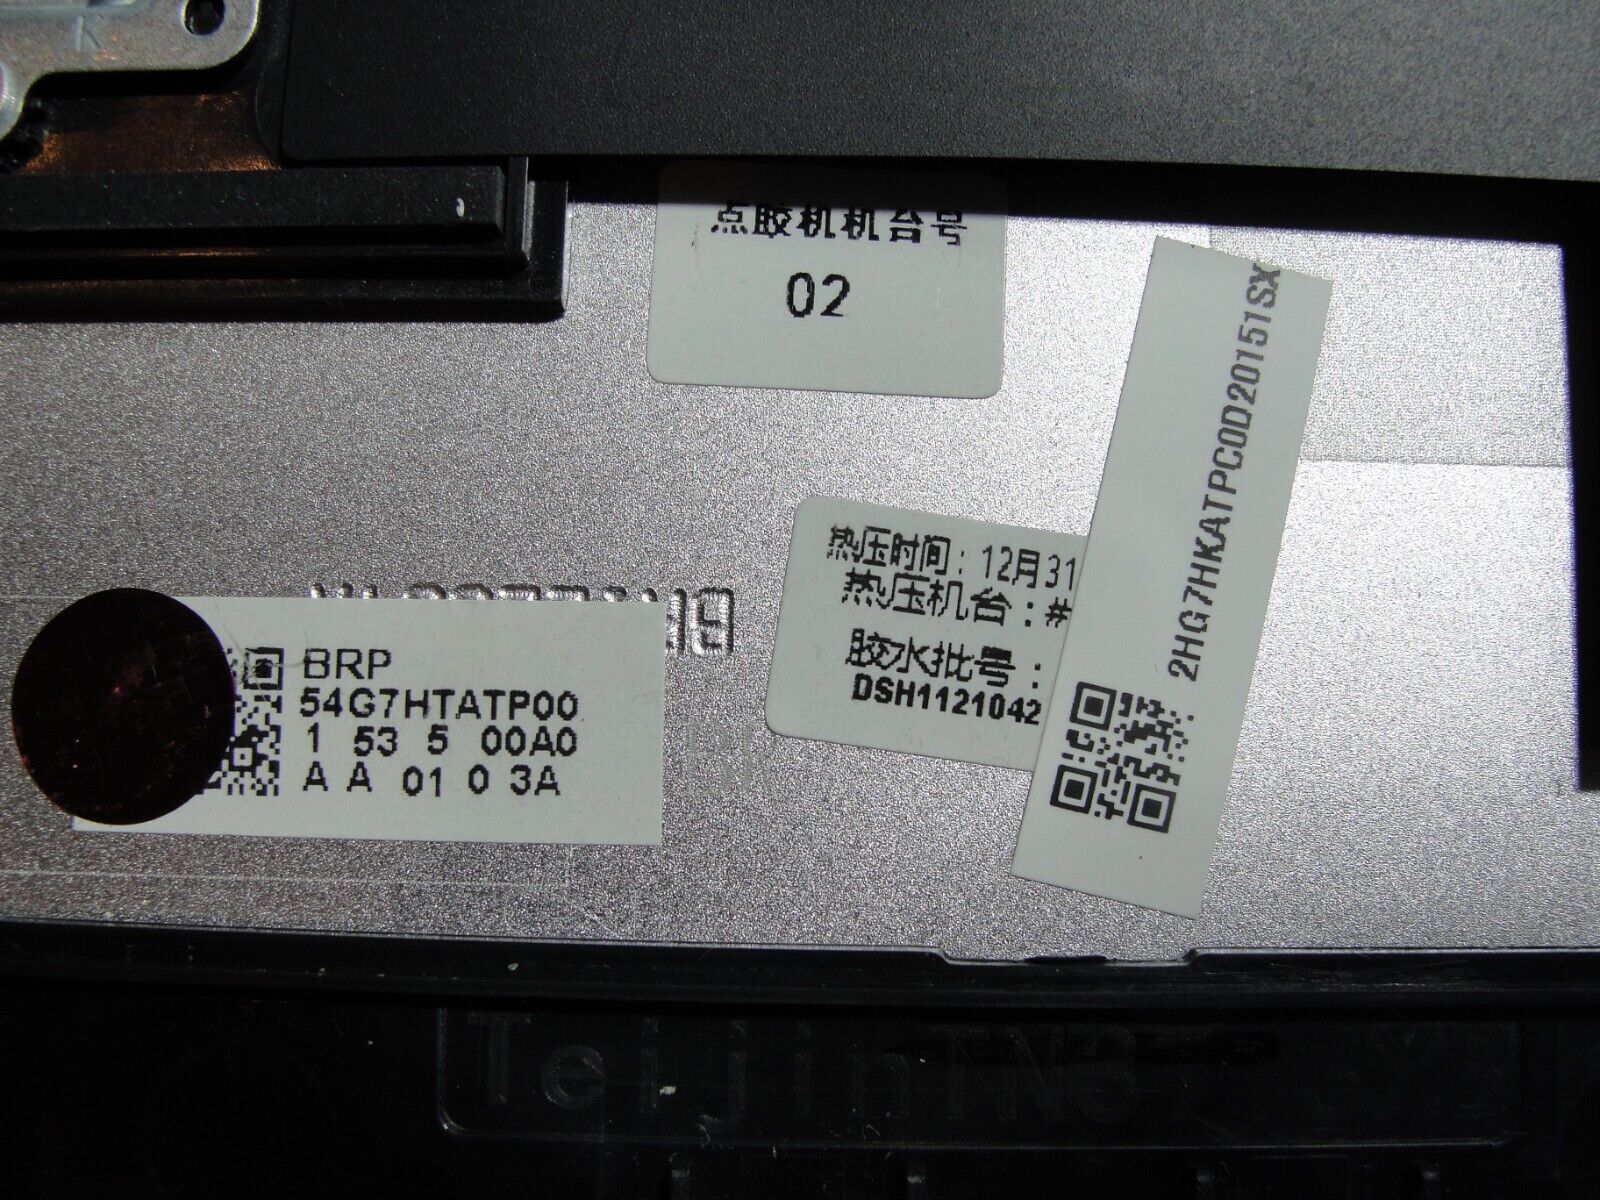 点胶机机台号
02
2HG7HKATPC0D20151SX
热压时间：12月31
热压机台：#
胶水批号：
DSH1121042
BRP
54G7HTATP00
1 53 5 00A0
A A 01 0 3A